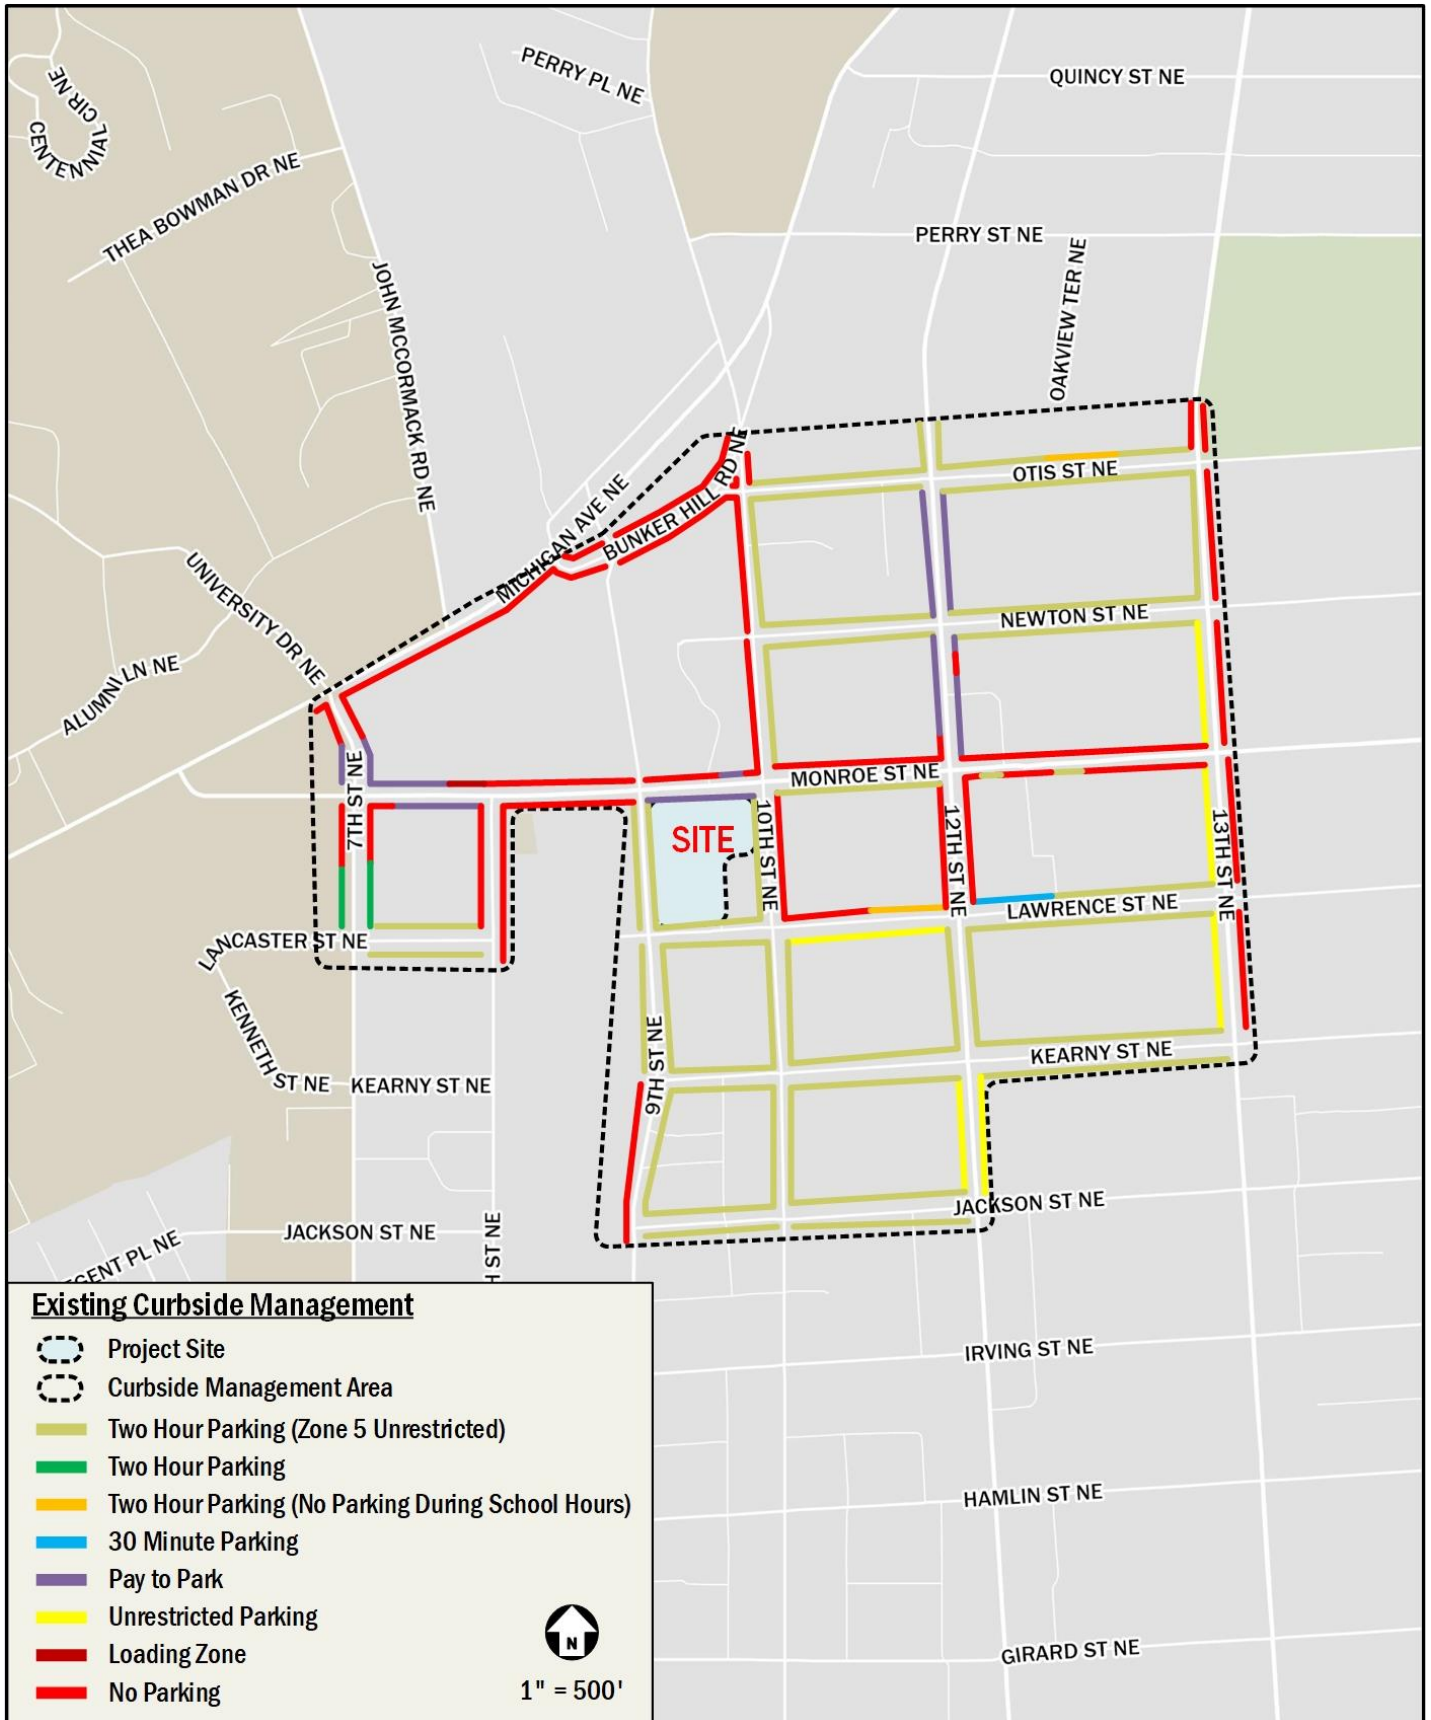 PERRY PL NE
QUINCY ST NE
CENTENNIAL CIR NE
THEA BOWMAN DR NE
PERRY ST NE
OAKVIEW TER NE
JOHN MCCORMACK RD NE
OTIS ST NE
MICHIGAN AVE NE
BUNKER HILL RD NE
UNIVERSITY DR NE
NEWTON ST NE
ALUMNI LN NE
7TH ST NE
MONROE ST NE
SITE
10TH ST NE
12TH ST NE
13TH ST NE
LAWRENCE ST NE
LANCASTER ST NE
KENNETH ST NE
KEARNY ST NE
9TH ST NE
KEARNY ST NE
JACKSON ST NE
JACKSON ST NE
EGENT PL NE
H ST NE
IRVING ST NE
HAMLIN ST NE
GIRARD ST NE
Existing Curbside Management
Project Site
Curbside Management Area
Two Hour Parking (Zone 5 Unrestricted)
Two Hour Parking
Two Hour Parking (No Parking During School Hours)
30 Minute Parking
Pay to Park
Unrestricted Parking
Loading Zone
No Parking
N
1" = 500'